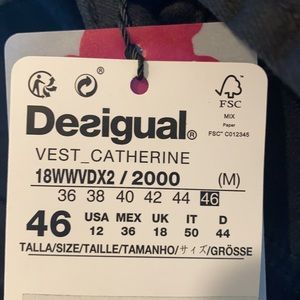 FSC
MIX
Paper
FSC® C012345
Desigual®
VEST_CATHERINE
18WWVDX2 / 2000 (M)
36 38 40 42 44 46
46
USA MEX UK IT D
12 36 18 50 44
TALLA/SIZE/TAILLE/TAMANHO/サイズ/GRÖSSE